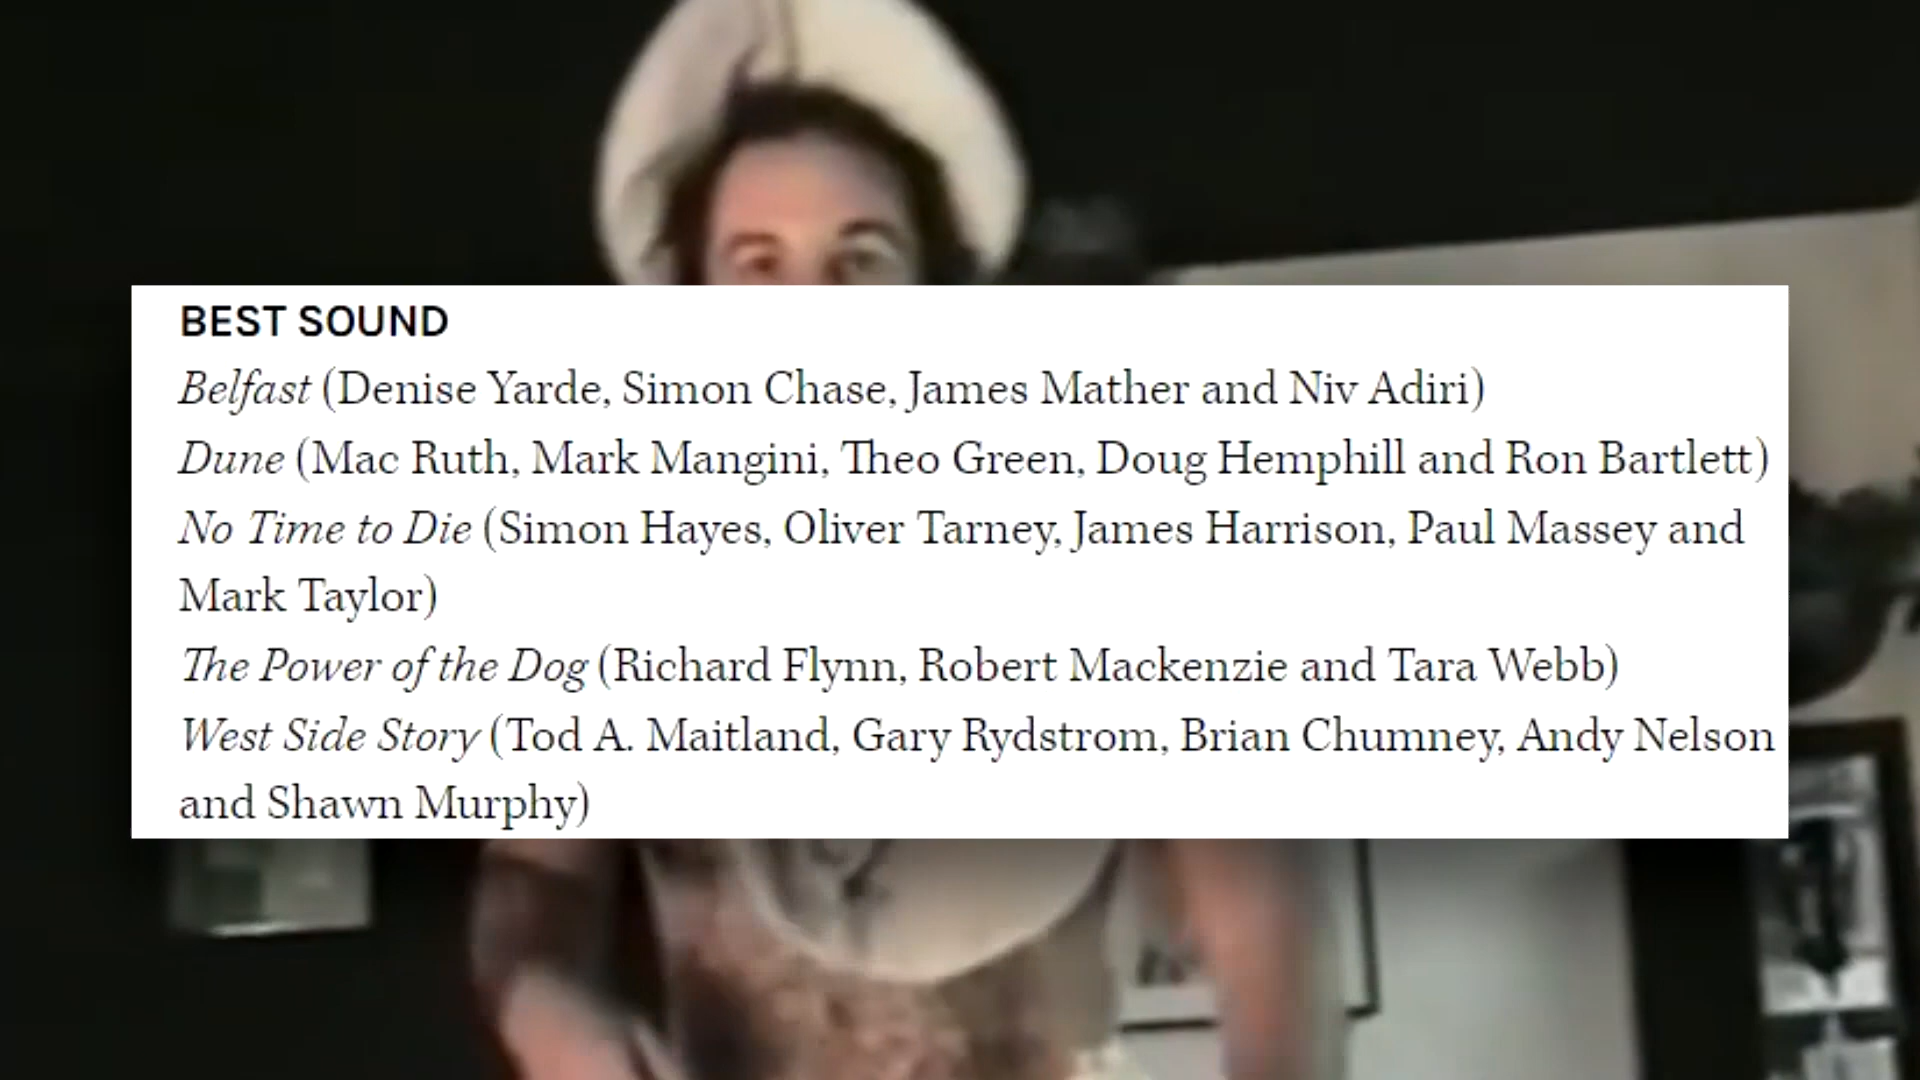 BEST SOUND
Belfast (Denise Yarde, Simon Chase, James Mather and Niv Adiri)
Dune (Mac Ruth, Mark Mangini, Theo Green, Doug Hemphill and Ron Bartlett)
No Time to Die (Simon Hayes, Oliver Tarney, James Harrison, Paul Massey and
Mark Taylor)
The Power of the Dog (Richard Flynn, Robert Mackenzie and Tara Webb)
West Side Story (Tod A. Maitland, Gary Rydstrom, Brian Chumney, Andy Nelson
and Shawn Murphy)